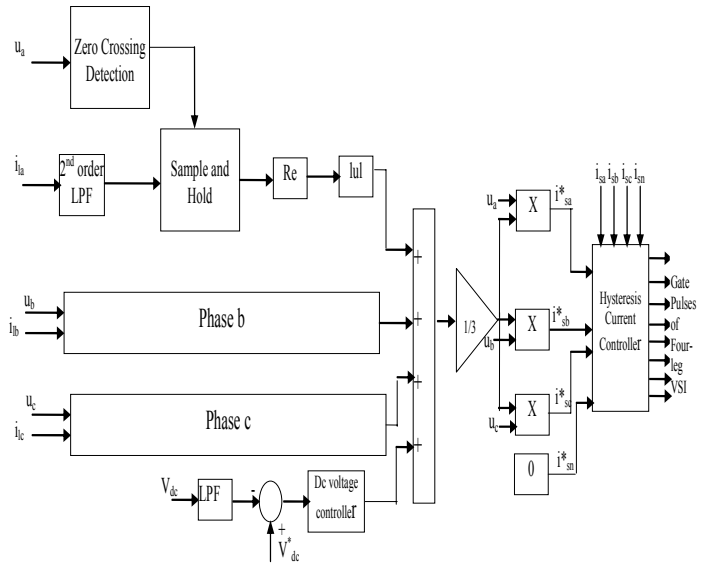 u_a
Zero Crossing
Detection
i_la
2^nd order
LPF
Sample and
Hold
Re
|u|
u_b
i_lb
Phase b
u_c
i_lc
Phase c
V_dc
LPF
-
+
V*_dc
Dc voltage
controller
+
+
+
+
1/3
u_a
X
i*_sa
u_b
X
i*_sb
u_c
X
i*_sc
0
i*_sn
i_sa i_sb i_sc i_sn
Hysteresis
Current
Controller
Gate
Pulses
of
Four-
leg
VSI